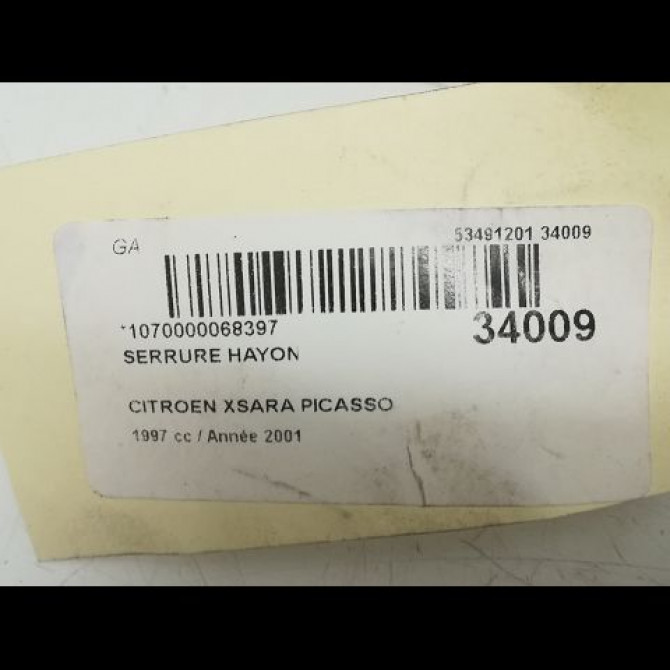 GA
53491201 34009
*1070000068397
34009
SERRURE HAYON
CITROEN XSARA PICASSO
1997 cc / Année 2001